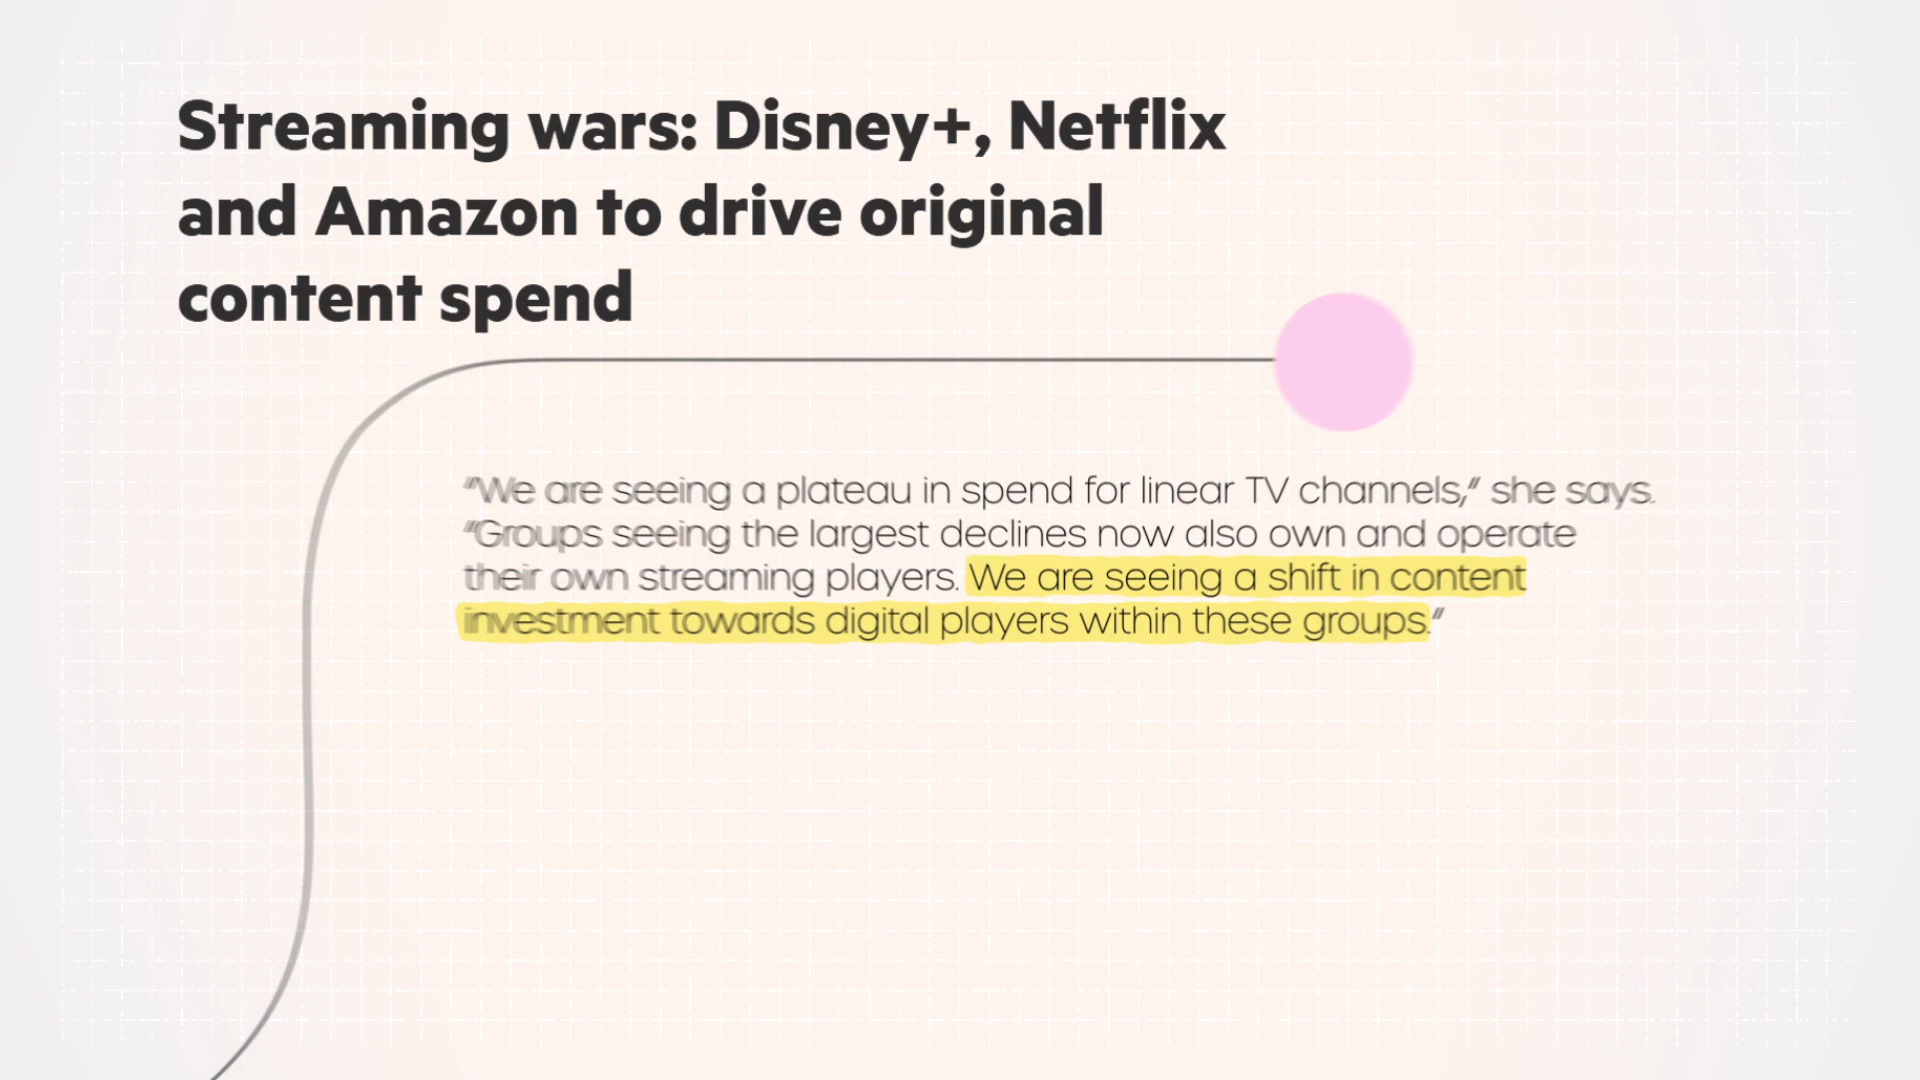 Streaming wars: Disney+, Netflix
and Amazon to drive original
content spend
"We are seeing a plateau in spend for linear TV channels," she says.
"Groups seeing the largest declines now also own and operate
their own streaming players. We are seeing a shift in content
investment towards digital players within these groups."